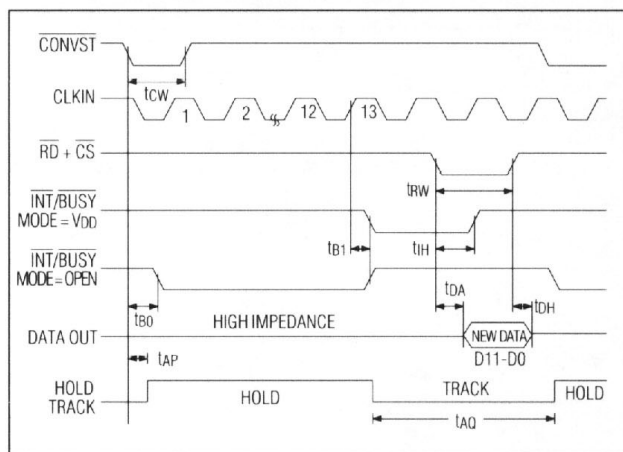 CONVST
tCW
CLKIN
1 2 12 13
RD + CS
tRW
INT/BUSY
MODE = VDD
tB1 tIH
INT/BUSY
MODE = OPEN
tDA tDH
tB0
HIGH IMPEDANCE
DATA OUT
NEW DATA
D11-D0
tAP
HOLD
TRACK
HOLD
TRACK
HOLD
tAQ